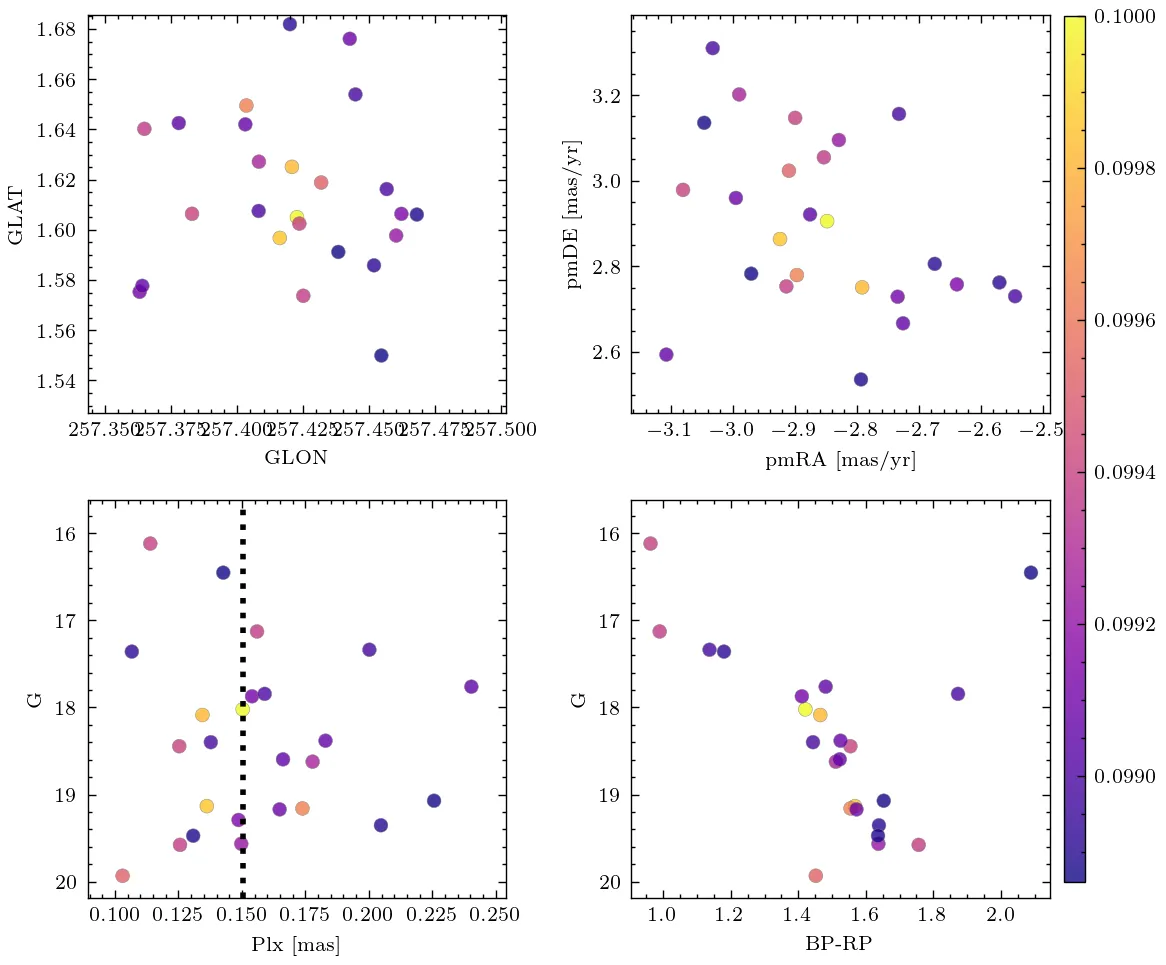 1.68
1.66
1.64
1.62
1.60
1.58
1.56
1.54
GLAT
257.350 257.375 257.400 257.425 257.450 257.475 257.500
GLON
3.2
3.0
2.8
2.6
pmDE [mas/yr]
−3.1 −3.0 −2.9 −2.8 −2.7 −2.6 −2.5
pmRA [mas/yr]
0.1000
0.0998
0.0996
0.0994
0.0992
0.0990
16
17
18
19
20
G
0.100 0.125 0.150 0.175 0.200 0.225 0.250
Plx [mas]
16
17
18
19
20
G
1.0 1.2 1.4 1.6 1.8 2.0
BP-RP